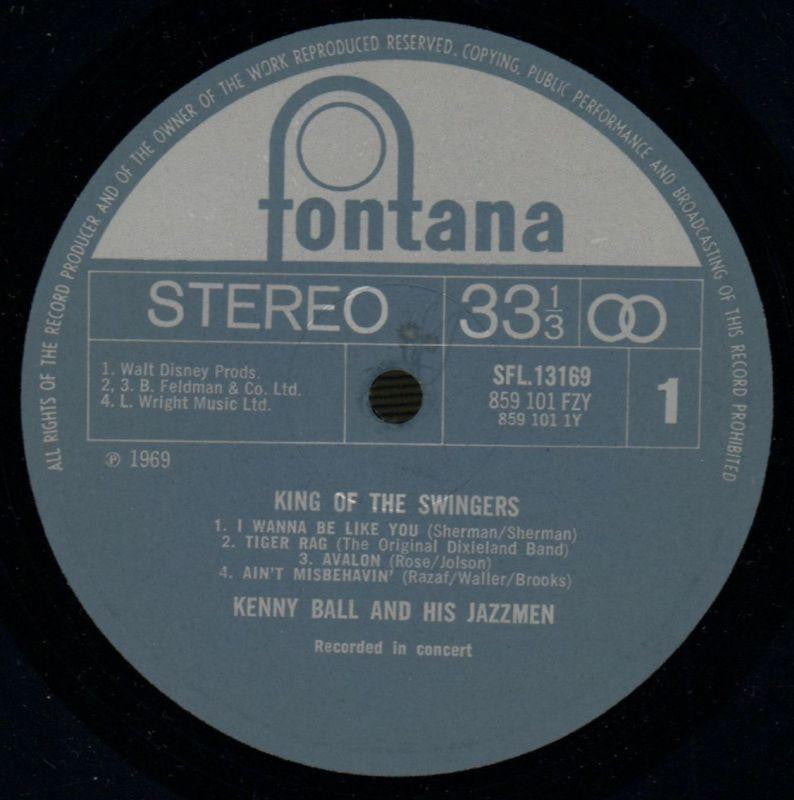 ALL RIGHTS OF THE RECORD PRODUCER AND OF THE OWNER OF THE WORK REPRODUCED RESERVED. COPYING, PUBLIC PERFORMANCE AND BROADCASTING OF THIS RECORD PROHIBITED
fontana
STEREO 33 1/3
1. Walt Disney Prods.
2, 3. B. Feldman & Co. Ltd.
4. L. Wright Music Ltd.
SFL.13169
859 101 FZY
859 101 1Y
1
℗ 1969
KING OF THE SWINGERS
1. I WANNA BE LIKE YOU (Sherman/Sherman)
2. TIGER RAG (The Original Dixieland Band)
3. AVALON (Rose/Jolson)
4. AIN'T MISBEHAVIN' (Razaf/Waller/Brooks)
KENNY BALL AND HIS JAZZMEN
Recorded in concert